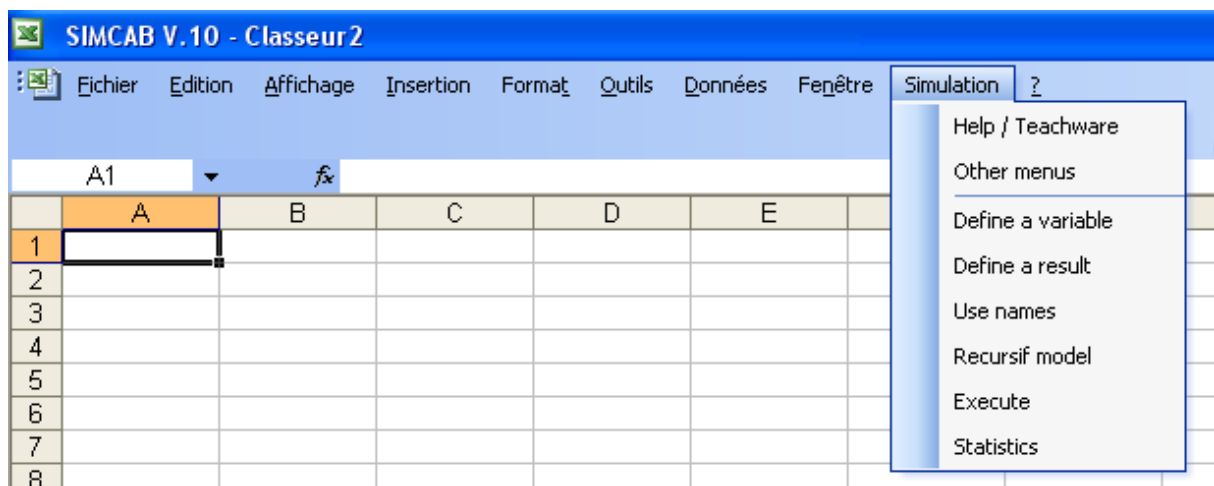 SIMCAB V.10 - Classeur2
Fichier Edition Affichage Insertion Format Outils Données Fenêtre Simulation ?
Help / Teachware
Other menus
Define a variable
Define a result
Use names
Recursif model
Execute
Statistics
A1 fx
A B C D E
1
2
3
4
5
6
7
8